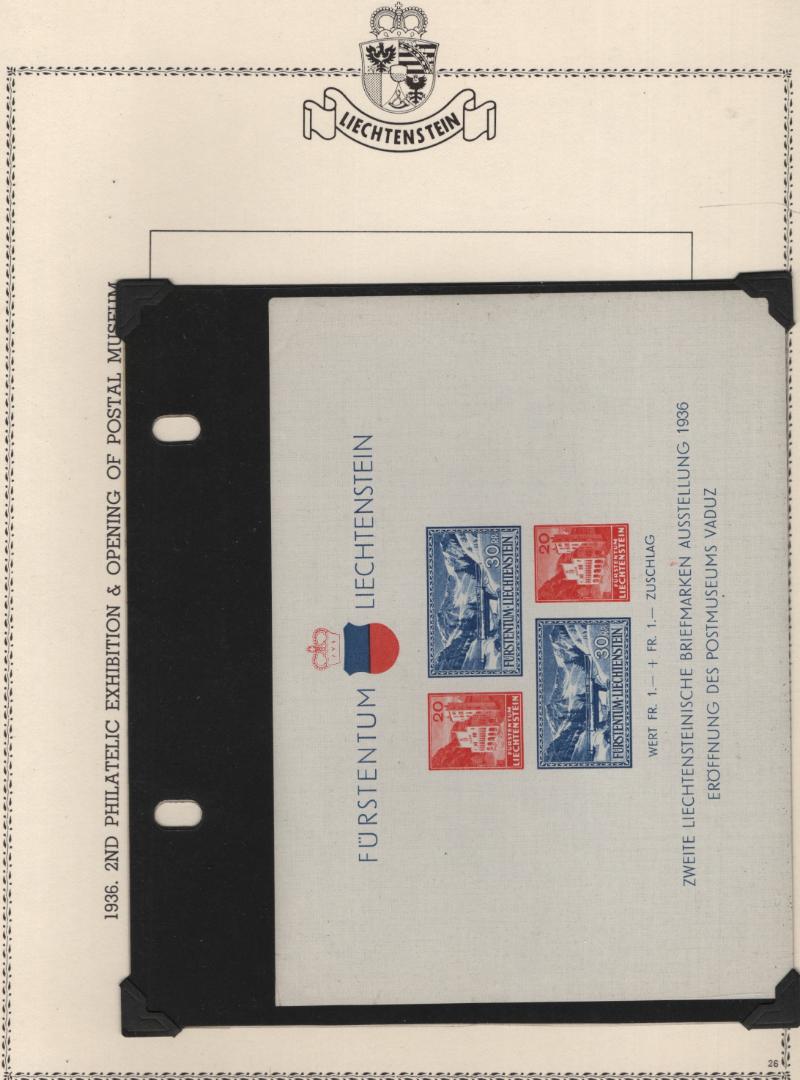 LIECHTENSTEIN
1936. 2ND PHILATELIC EXHIBITION & OPENING OF POSTAL MUSEUM
FÜRSTENTUM LIECHTENSTEIN
20
FÜRSTENTUM
LIECHTENSTEIN
30 RP.
FÜRSTENTUM·LIECHTENSTEIN
30 RP.
FÜRSTENTUM·LIECHTENSTEIN
20
FÜRSTENTUM
LIECHTENSTEIN
WERT FR. 1.— + FR. 1.— ZUSCHLAG
ZWEITE LIECHTENSTEINISCHE BRIEFMARKEN AUSSTELLUNG 1936
ERÖFFNUNG DES POSTMUSEUMS VADUZ
26